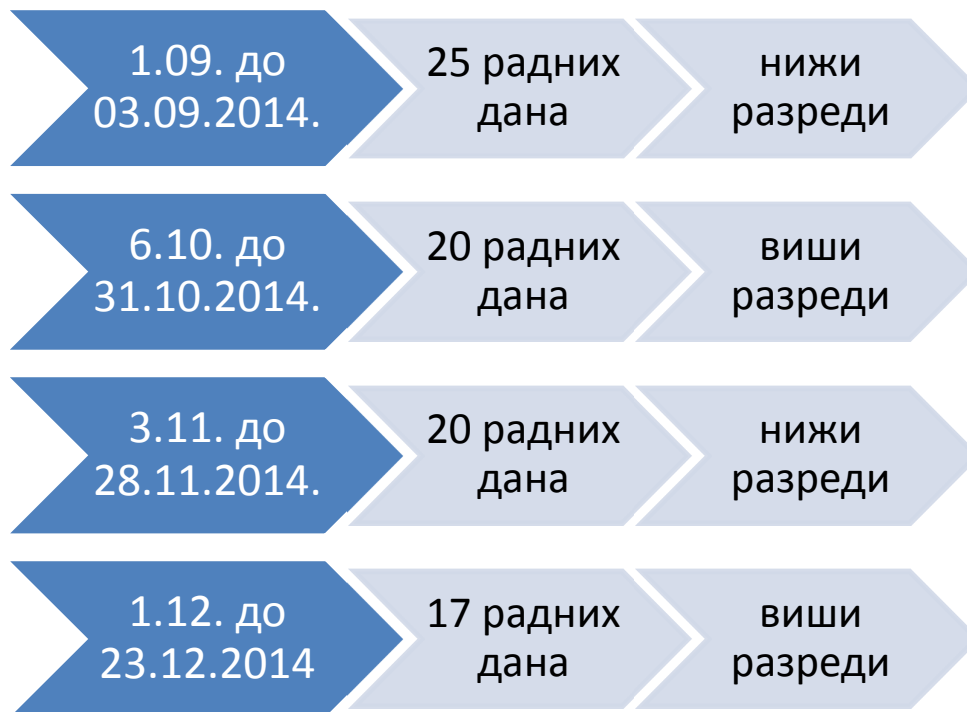 1.09. до
03.09.2014.
25 радних
дана
нижи
разреди
6.10. до
31.10.2014.
20 радних
дана
виши
разреди
3.11. до
28.11.2014.
20 радних
дана
нижи
разреди
1.12. до
23.12.2014
17 радних
дана
виши
разреди